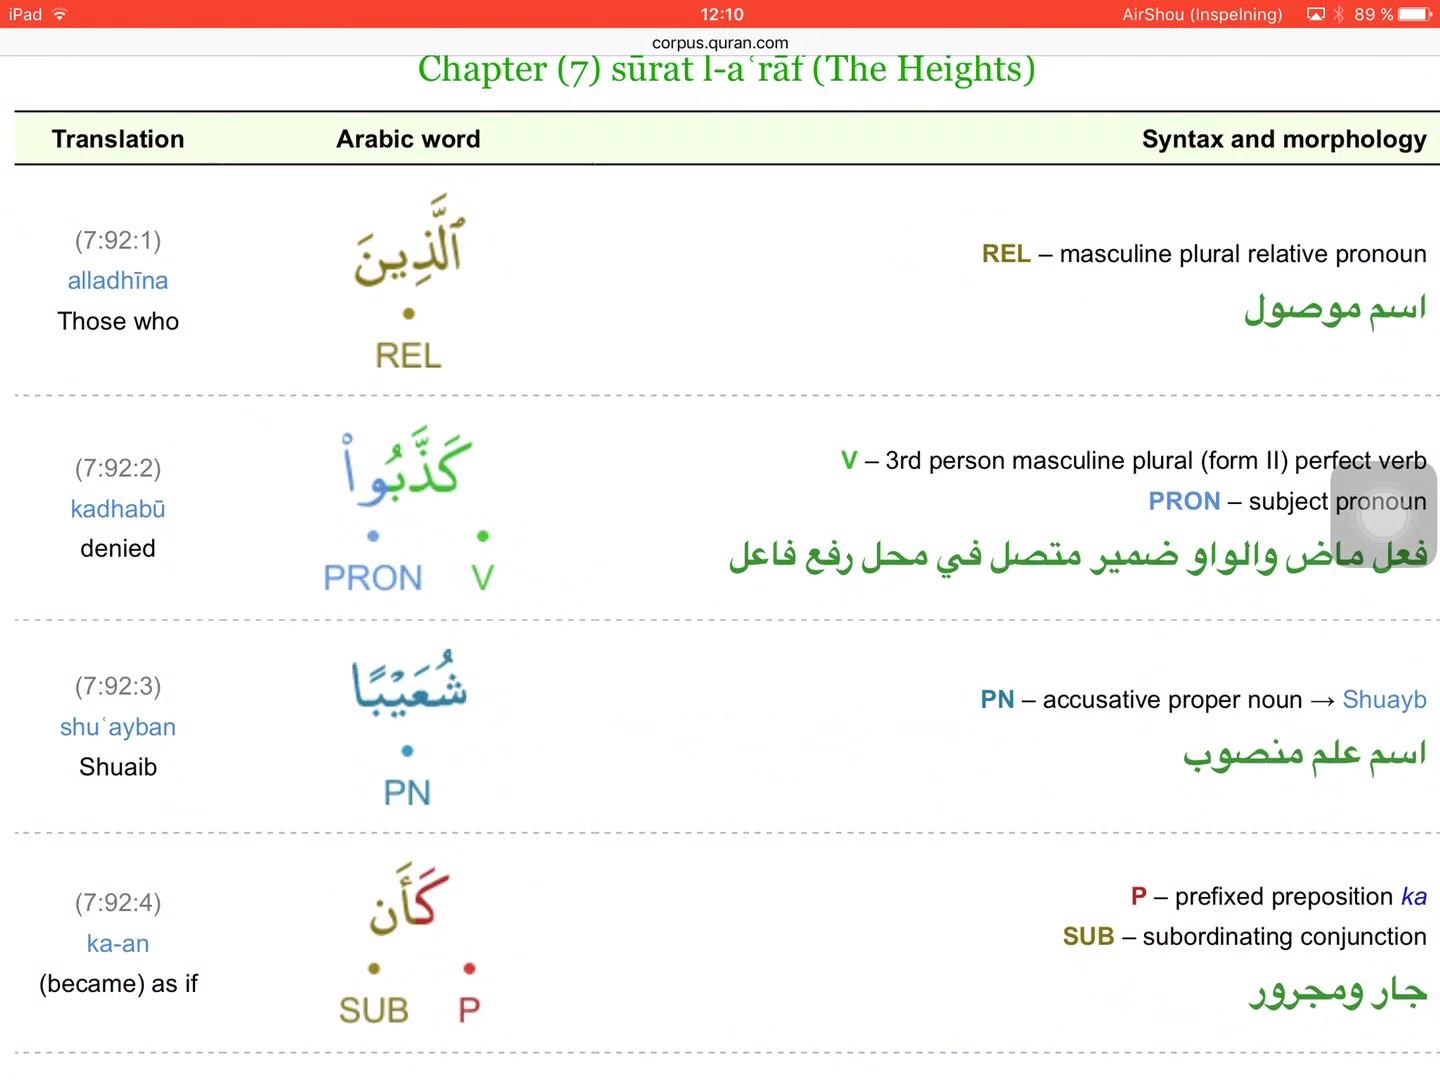 iPad 12:10 AirShou (Inspelning) 89 %
corpus.quran.com
Chapter (7) sūrat l-aʿrāf (The Heights)
Translation Arabic word Syntax and morphology
(7:92:1)
alladhīna
Those who
ٱلَّذِينَ
REL
REL – masculine plural relative pronoun
اسم موصول
(7:92:2)
kadhabū
denied
كَذَّبُوا۟
PRON V
V – 3rd person masculine plural (form II) perfect verb
PRON – subject pronoun
فعل ماض والواو ضمير متصل في محل رفع فاعل
(7:92:3)
shuʿayban
Shuaib
شُعَيْبًا
PN
PN – accusative proper noun → Shuayb
اسم علم منصوب
(7:92:4)
ka-an
(became) as if
كَأَن
SUB P
P – prefixed preposition ka
SUB – subordinating conjunction
جار ومجرور